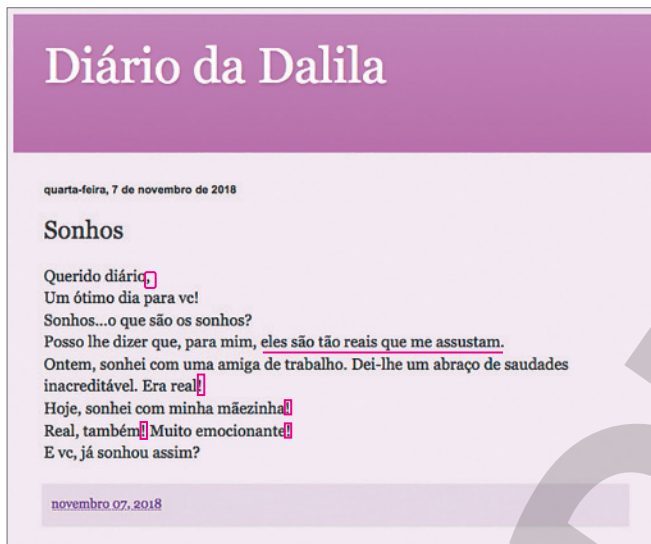 Diário da Dalila
quarta-feira, 7 de novembro de 2018
Sonhos
Querido diário,
Um ótimo dia para vc!
Sonhos...o que são os sonhos?
Posso lhe dizer que, para mim, eles são tão reais que me assustam.
Ontem, sonhei com uma amiga de trabalho. Dei-lhe um abraço de saudades
inacreditável. Era real!
Hoje, sonhei com minha mãezinha!
Real, também! Muito emocionante!
E vc, já sonhou assim?
novembro 07, 2018